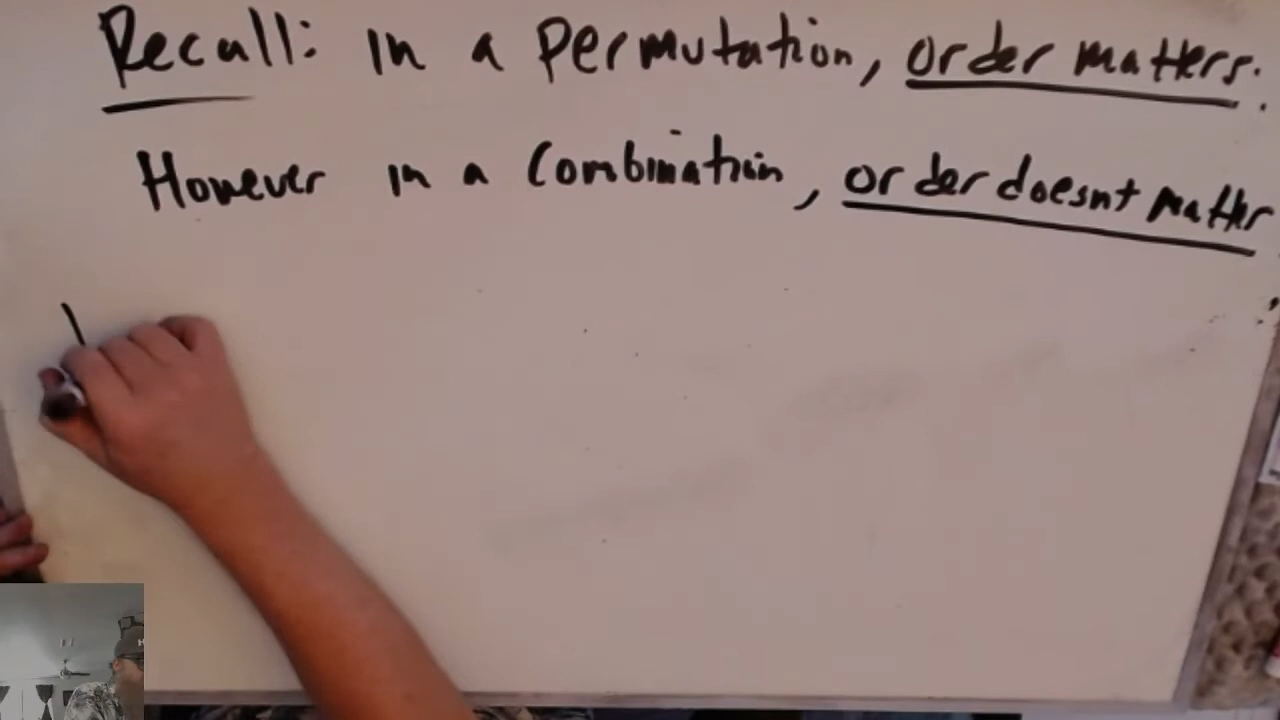 Recall: in a Permutation, order matters.
However in a Combination, order doesnt matter